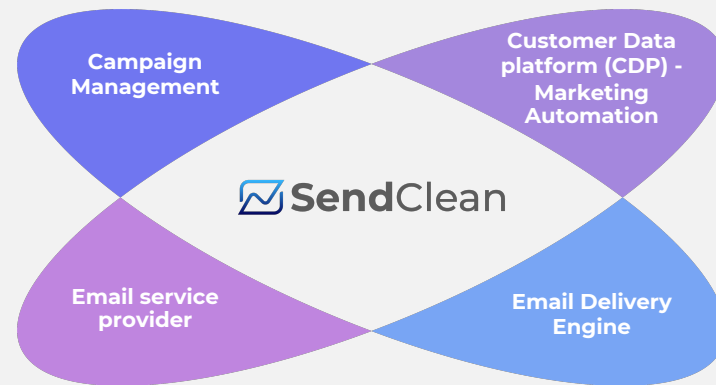 Campaign
Management
Customer Data
platform (CDP) -
Marketing
Automation
SendClean
Email service
provider
Email Delivery
Engine